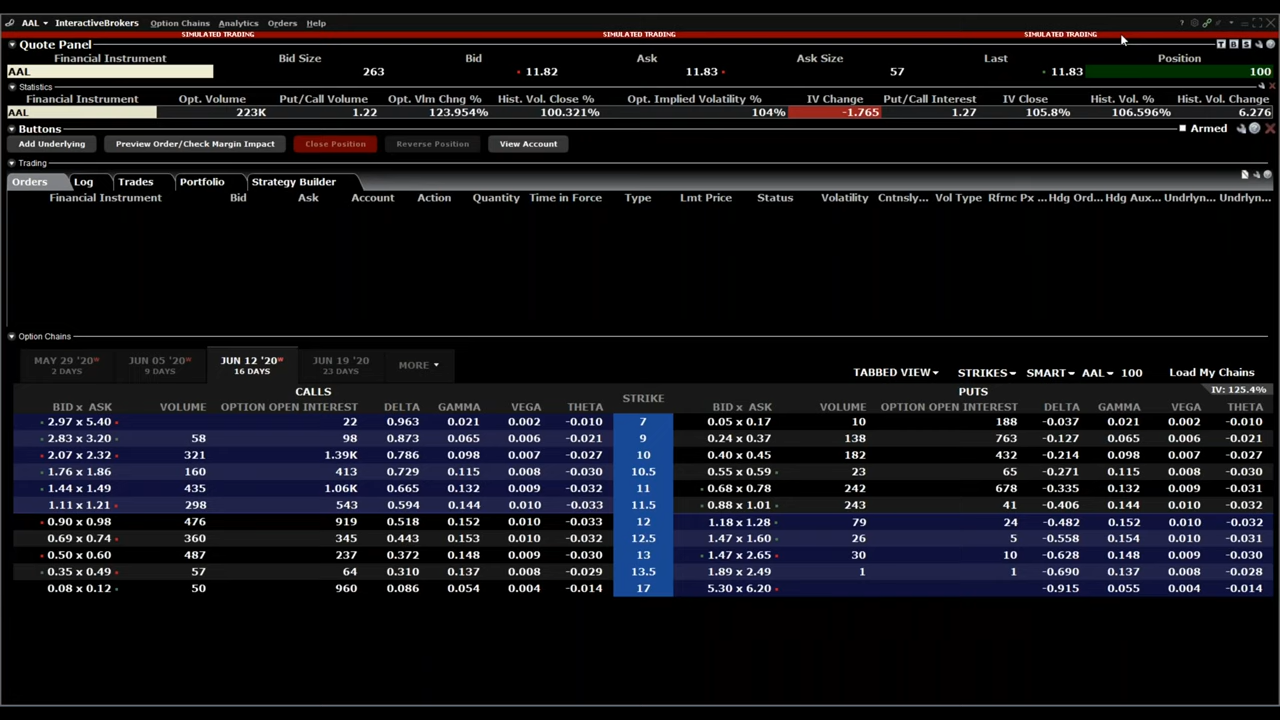 AAL InteractiveBrokers Option Chains Analytics Orders Help ?
SIMULATED TRADING SIMULATED TRADING SIMULATED TRADING
Quote Panel T B S
Financial Instrument Bid Size Bid Ask Ask Size Last Position
AAL 263 11.82 11.83 57 11.83 100
Statistics
Financial Instrument Opt. Volume Put/Call Volume Opt. Vlm Chng % Hist. Vol. Close % Opt. Implied Volatility % IV Change Put/Call Interest IV Close Hist. Vol. % Hist. Vol. Change
AAL 223K 1.22 123.954% 100.321% 104% -1.765 1.27 105.8% 106.596% 6.276
Buttons Armed
Add Underlying Preview Order/Check Margin Impact Close Position Reverse Position View Account
Trading
Orders Log Trades Portfolio Strategy Builder
Financial Instrument Bid Ask Account Action Quantity Time in Force Type Lmt Price Status Volatility Cntnsly... Vol Type Rfrnc Px ... Hdg Ord... Hdg Aux... Undrlyn... Undrlyn...
Option Chains
MAY 29 '20W JUN 05 '20W JUN 12 '20W JUN 19 '20 MORE
2 DAYS 9 DAYS 16 DAYS 23 DAYS
TABBED VIEW STRIKES SMART AAL 100 Load My Chains
CALLS STRIKE PUTS IV: 125.4%
BID x ASK VOLUME OPTION OPEN INTEREST DELTA GAMMA VEGA THETA BID x ASK VOLUME OPTION OPEN INTEREST DELTA GAMMA VEGA THETA
2.97 x 5.40 22 0.963 0.021 0.002 -0.010 7 0.05 x 0.17 10 188 -0.037 0.021 0.002 -0.010
2.83 x 3.20 58 98 0.873 0.065 0.006 -0.021 9 0.24 x 0.37 138 763 -0.127 0.065 0.006 -0.021
2.07 x 2.32 321 1.39K 0.786 0.098 0.007 -0.027 10 0.40 x 0.45 182 432 -0.214 0.098 0.007 -0.027
1.76 x 1.86 160 413 0.729 0.115 0.008 -0.030 10.5 0.55 x 0.59 23 65 -0.271 0.115 0.008 -0.030
1.44 x 1.49 435 1.06K 0.665 0.132 0.009 -0.032 11 0.68 x 0.78 242 678 -0.335 0.132 0.009 -0.031
1.11 x 1.21 298 543 0.594 0.144 0.010 -0.033 11.5 0.88 x 1.01 243 41 -0.406 0.144 0.010 -0.032
0.90 x 0.98 476 919 0.518 0.152 0.010 -0.033 12 1.18 x 1.28 79 24 -0.482 0.152 0.010 -0.032
0.69 x 0.74 360 345 0.443 0.153 0.010 -0.032 12.5 1.47 x 1.60 26 5 -0.558 0.154 0.010 -0.031
0.50 x 0.60 487 237 0.372 0.148 0.009 -0.030 13 1.47 x 2.65 30 10 -0.628 0.148 0.009 -0.030
0.35 x 0.49 57 64 0.310 0.137 0.008 -0.029 13.5 1.89 x 2.49 1 1 -0.690 0.137 0.008 -0.028
0.08 x 0.12 50 960 0.086 0.054 0.004 -0.014 17 5.30 x 6.20 -0.915 0.055 0.004 -0.014